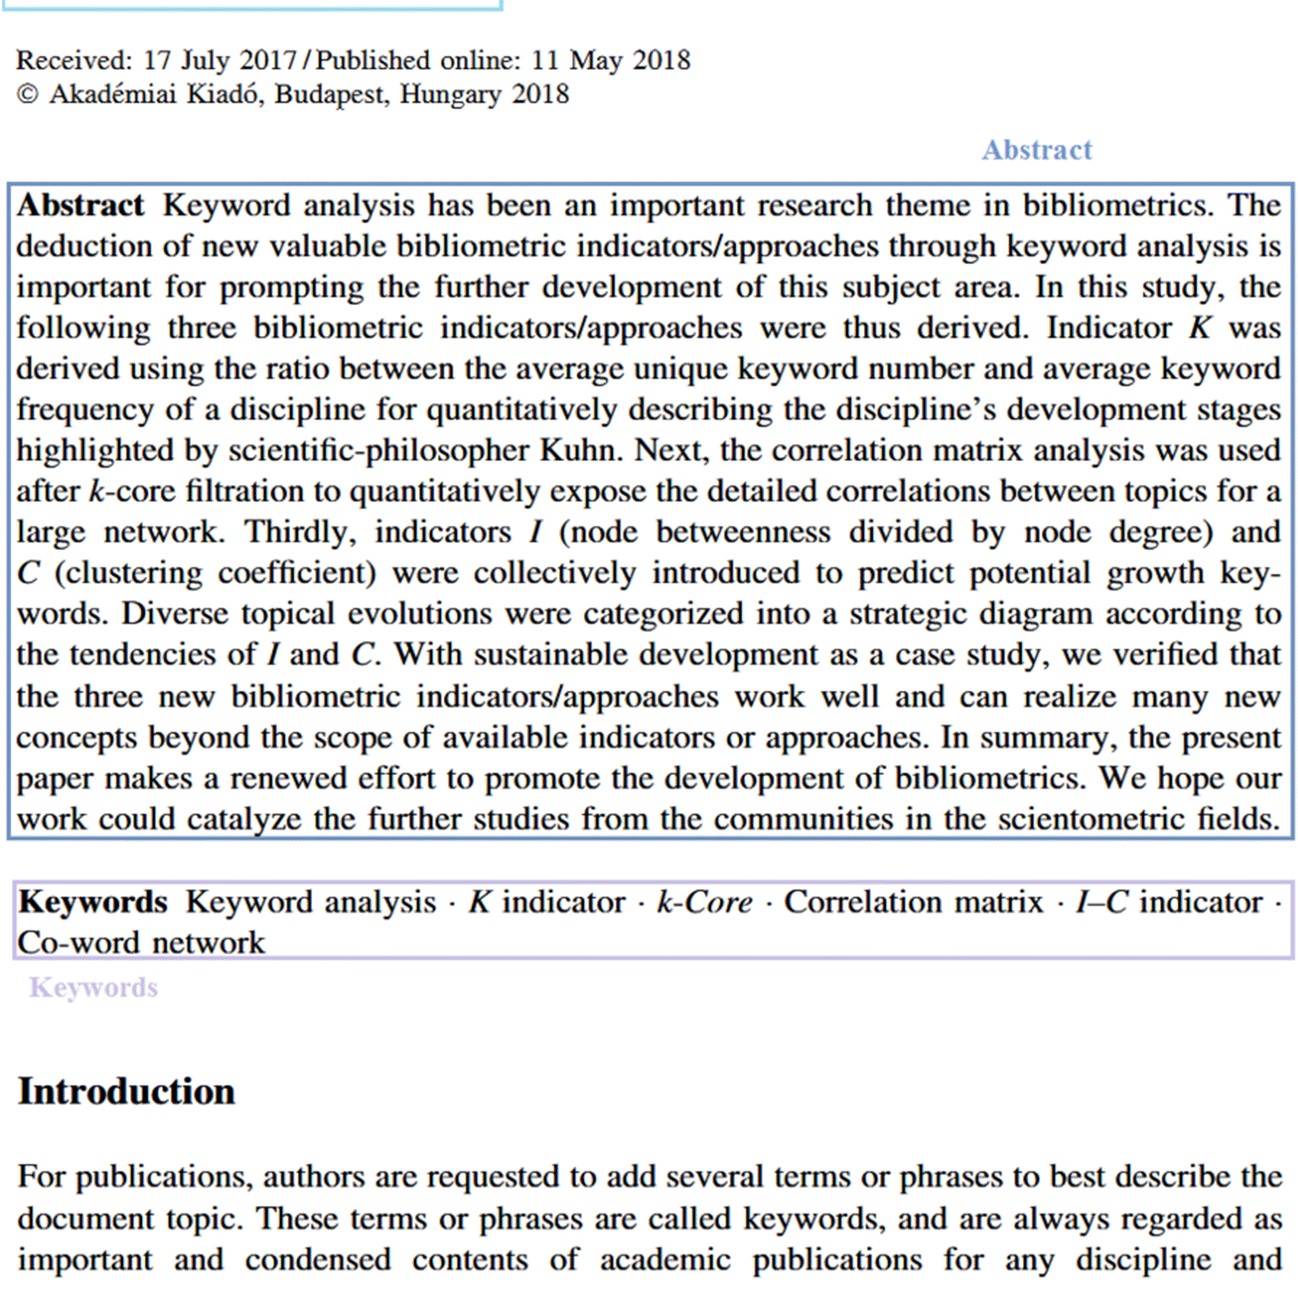 Received: 17 July 2017 / Published online: 11 May 2018
© Akadémiai Kiadó, Budapest, Hungary 2018
Abstract
Abstract Keyword analysis has been an important research theme in bibliometrics. The
deduction of new valuable bibliometric indicators/approaches through keyword analysis is
important for prompting the further development of this subject area. In this study, the
following three bibliometric indicators/approaches were thus derived. Indicator K was
derived using the ratio between the average unique keyword number and average keyword
frequency of a discipline for quantitatively describing the discipline's development stages
highlighted by scientific-philosopher Kuhn. Next, the correlation matrix analysis was used
after k-core filtration to quantitatively expose the detailed correlations between topics for a
large network. Thirdly, indicators I (node betweenness divided by node degree) and
C (clustering coefficient) were collectively introduced to predict potential growth key-
words. Diverse topical evolutions were categorized into a strategic diagram according to
the tendencies of I and C. With sustainable development as a case study, we verified that
the three new bibliometric indicators/approaches work well and can realize many new
concepts beyond the scope of available indicators or approaches. In summary, the present
paper makes a renewed effort to promote the development of bibliometrics. We hope our
work could catalyze the further studies from the communities in the scientometric fields.
Keywords Keyword analysis · K indicator · k-Core · Correlation matrix · I–C indicator ·
Co-word network
Keywords
Introduction
For publications, authors are requested to add several terms or phrases to best describe the
document topic. These terms or phrases are called keywords, and are always regarded as
important and condensed contents of academic publications for any discipline and